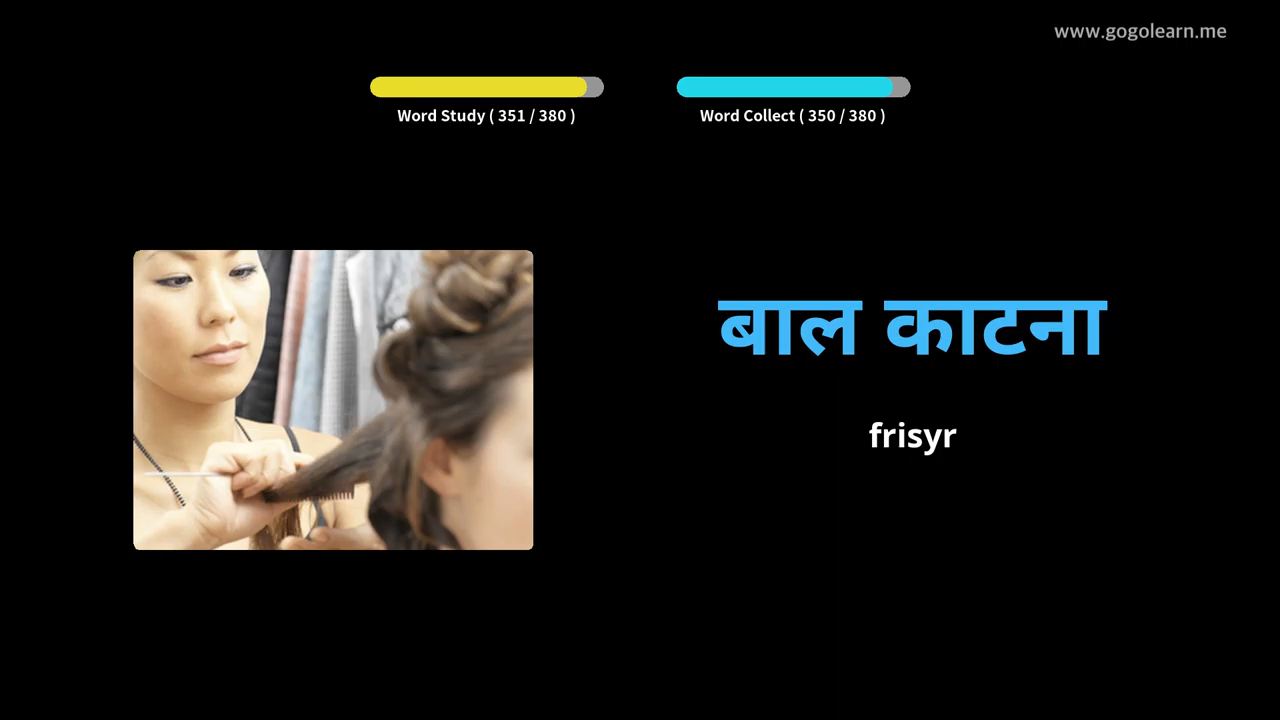 www.gogolearn.me
Word Study ( 351 / 380 )
Word Collect ( 350 / 380 )
बाल काटना
frisyr